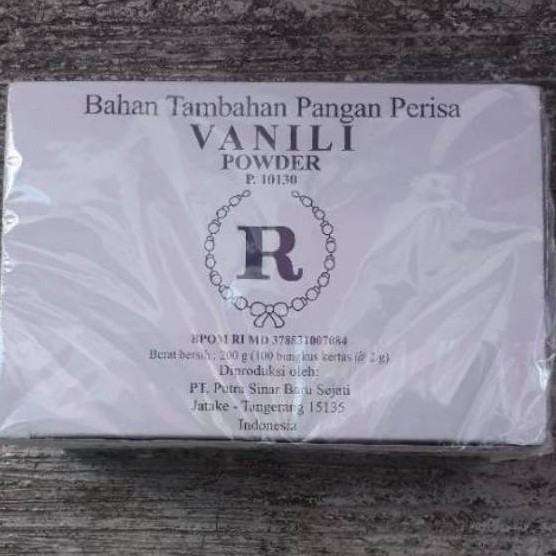 Bahan Tambahan Pangan Perisa
VANILI
POWDER
P. 10130
R
BPOM RI MD 378831007084
Berat bersih : 200 g (100 bungkus kertas @ 2 g)
Diproduksi oleh:
PT. Putra Sinar Baru Sejati
Jatake - Tangerang 15136
Indonesia